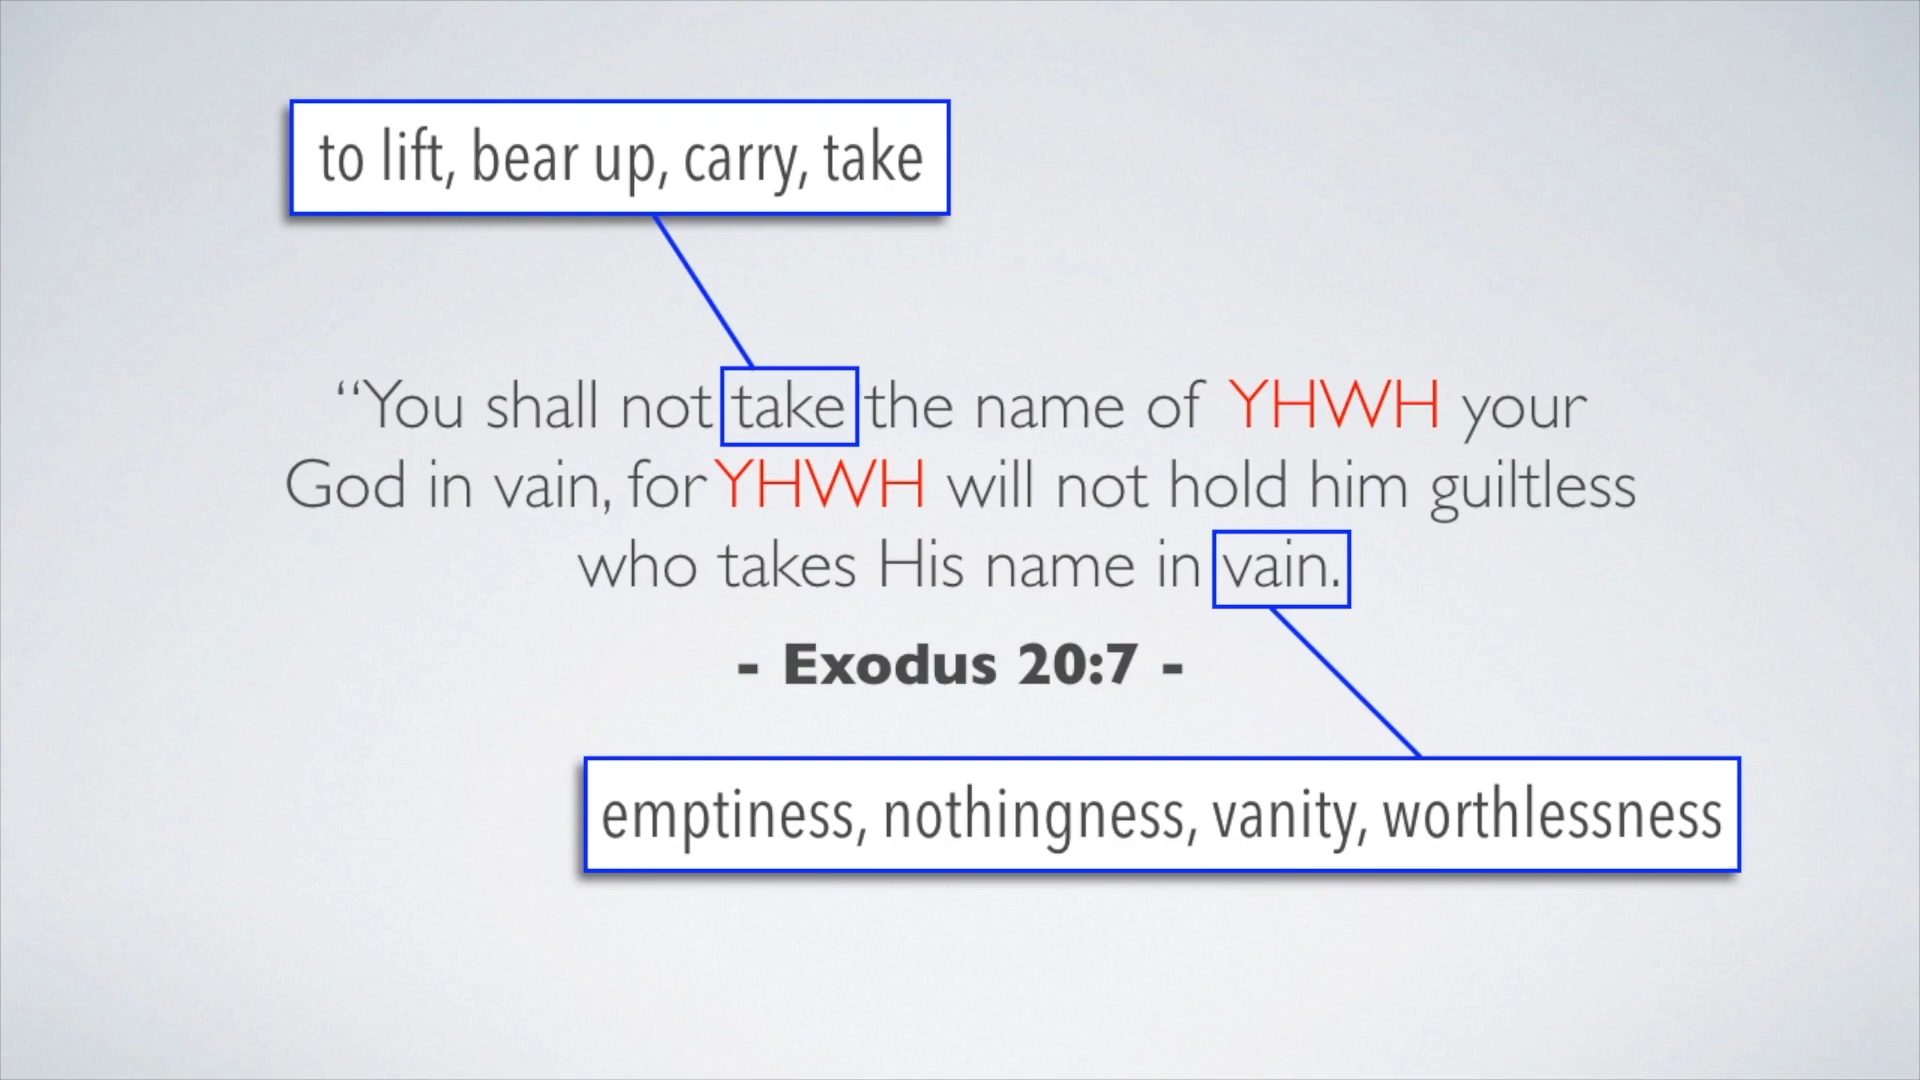 to lift, bear up, carry, take
“You shall not take the name of YHWH your
God in vain, for YHWH will not hold him guiltless
who takes His name in vain.
- Exodus 20:7 -
emptiness, nothingness, vanity, worthlessness